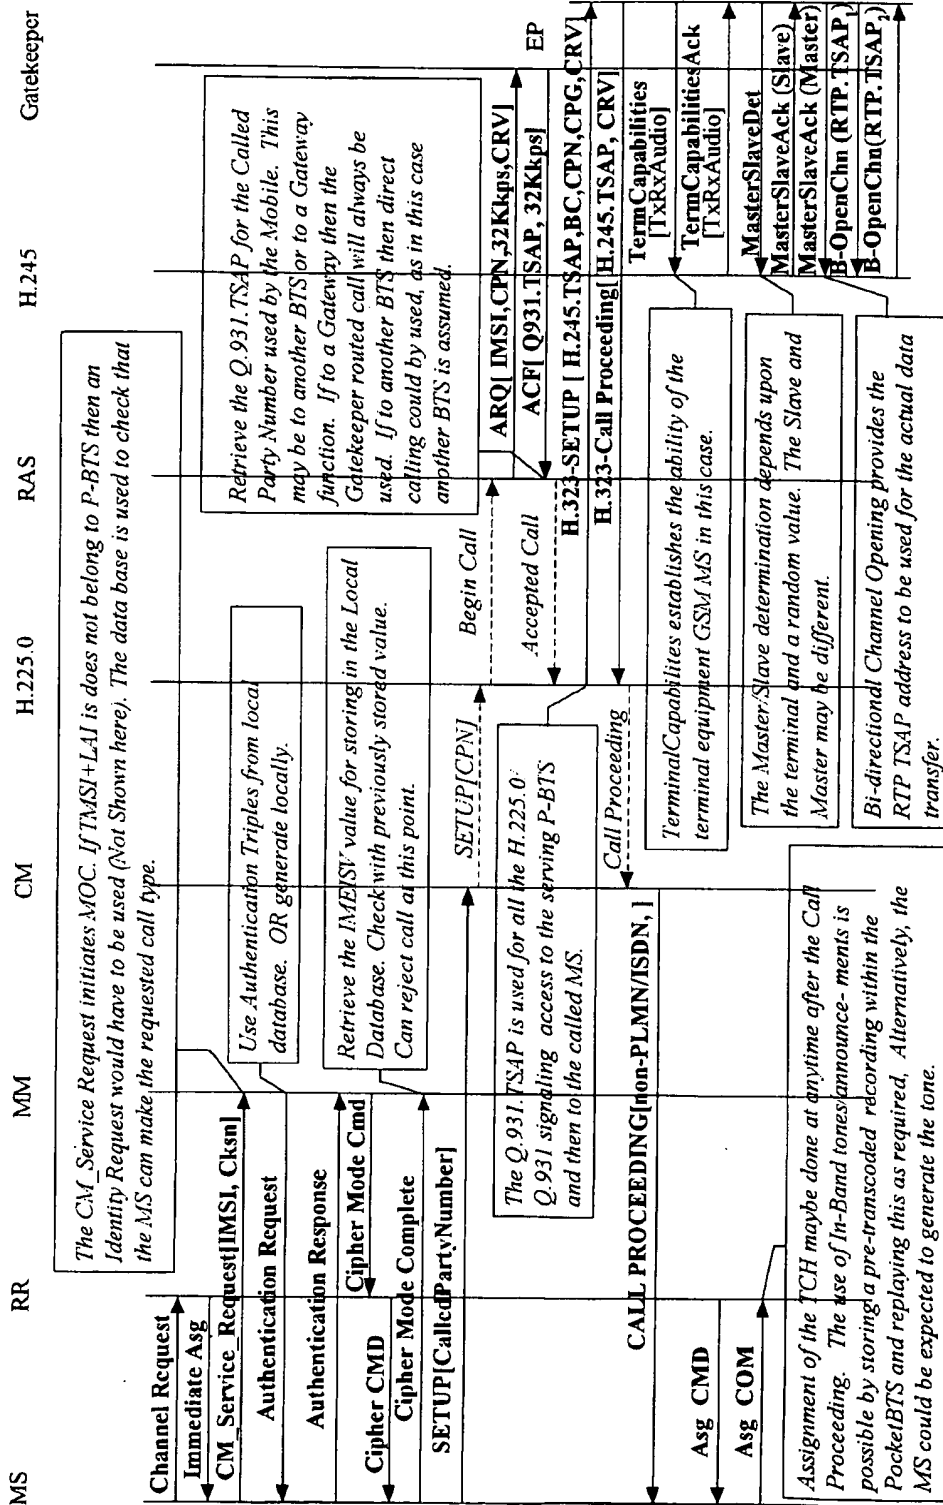 MS
RR
MM
CM
H.225.0
RAS
H.245
Gatekeeper
The CM_Service Request initiates MOC. If TMSI+LAI is does not belong to P-BTS then an
Identity Request would have to be used (Not Shown here). The data base is used to check that
the MS can make the requested call type.
Channel Request
Immediate Asg
CM_Service_Request[IMSI, Cksn]
Use Authentication Triples from local
database. OR generate locally.
Authentication Request
Authentication Response
Retrieve the IMEISV value for storing in the Local
Database. Check with previously stored value.
Can reject call at this point.
Cipher Mode Cmd
Cipher CMD
Cipher Mode Complete
SETUP[CalledPartyNumber]
SETUP[CPN]
Retrieve the Q.931.TSAP for the Called
Party Number used by the Mobile. This
may be to another BTS or to a Gateway
function. If to a Gateway then the
Gatekeeper routed call will always be
used. If to another BTS then direct
calling could by used, as in this case
another BTS is assumed.
Begin Call
ARQ[ IMSI,CPN,32Kkps,CRV]
ACF[ Q931.TSAP, 32Kkps]
EP
Accepted Call
H.323-SETUP [ H.245.TSAP,BC,CPN,CPG,CRV]
H.323-Call Proceeding[ H.245.TSAP, CRV]
The Q.931.TSAP is used for all the H.225.0
Q.931 signaling access to the serving P-BTS
and then to the called MS.
Call Proceeding
CALL PROCEEDING[non-PLMN/ISDN, ]
TermCapabilities
[TxRxAudio]
TermCapabilitiesAck
[TxRxAudio]
TerminalCapabilites establishes the ability of the
terminal equipment GSM MS in this case.
MasterSlaveDet
MasterSlaveAck (Slave)
MasterSlaveAck (Master)
The Master/Slave determination depends upon
the terminal and a random value. The Slave and
Master may be different.
B-OpenChn (RTP.TSAP1)
B-OpenChn(RTP.TSAP2)
Bi-directional Channel Opening provides the
RTP TSAP address to be used for the actual data
transfer.
Asg CMD
Asg COM
Assignment of the TCH maybe done at anytime after the Call
Proceeding. The use of In-Band tones/announce- ments is
possible by storing a pre-transcoded recording within the
PocketBTS and replaying this as required, Alternatively, the
MS could be expected to generate the tone.